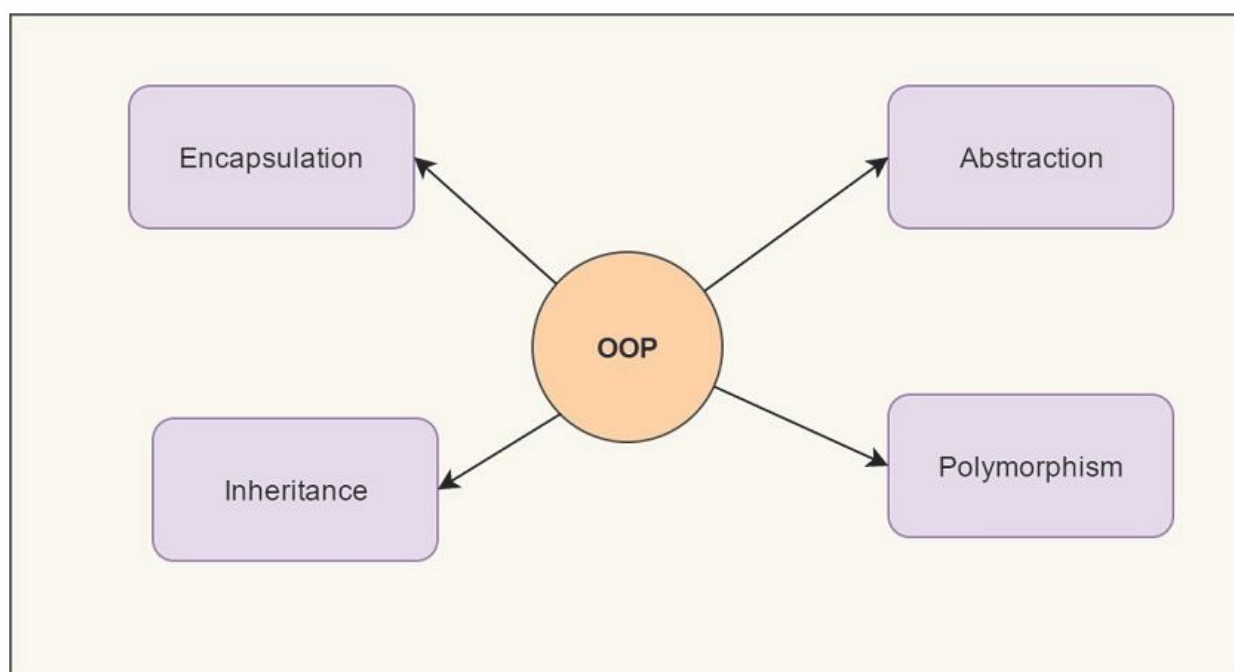 Encapsulation
Abstraction
OOP
Inheritance
Polymorphism